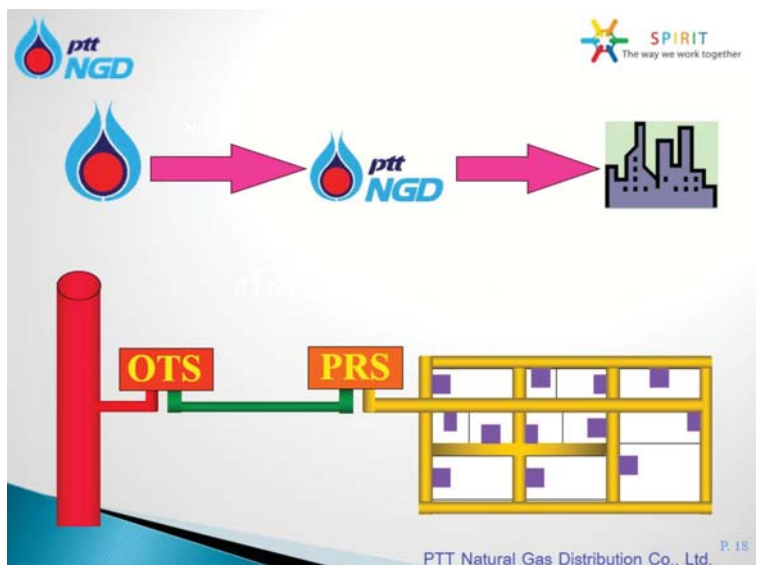 ptt
NGD
SPIRIT
The way we work together
ptt
NGD
OTS
PRS
PTT Natural Gas Distribution Co., Ltd.
P. 18